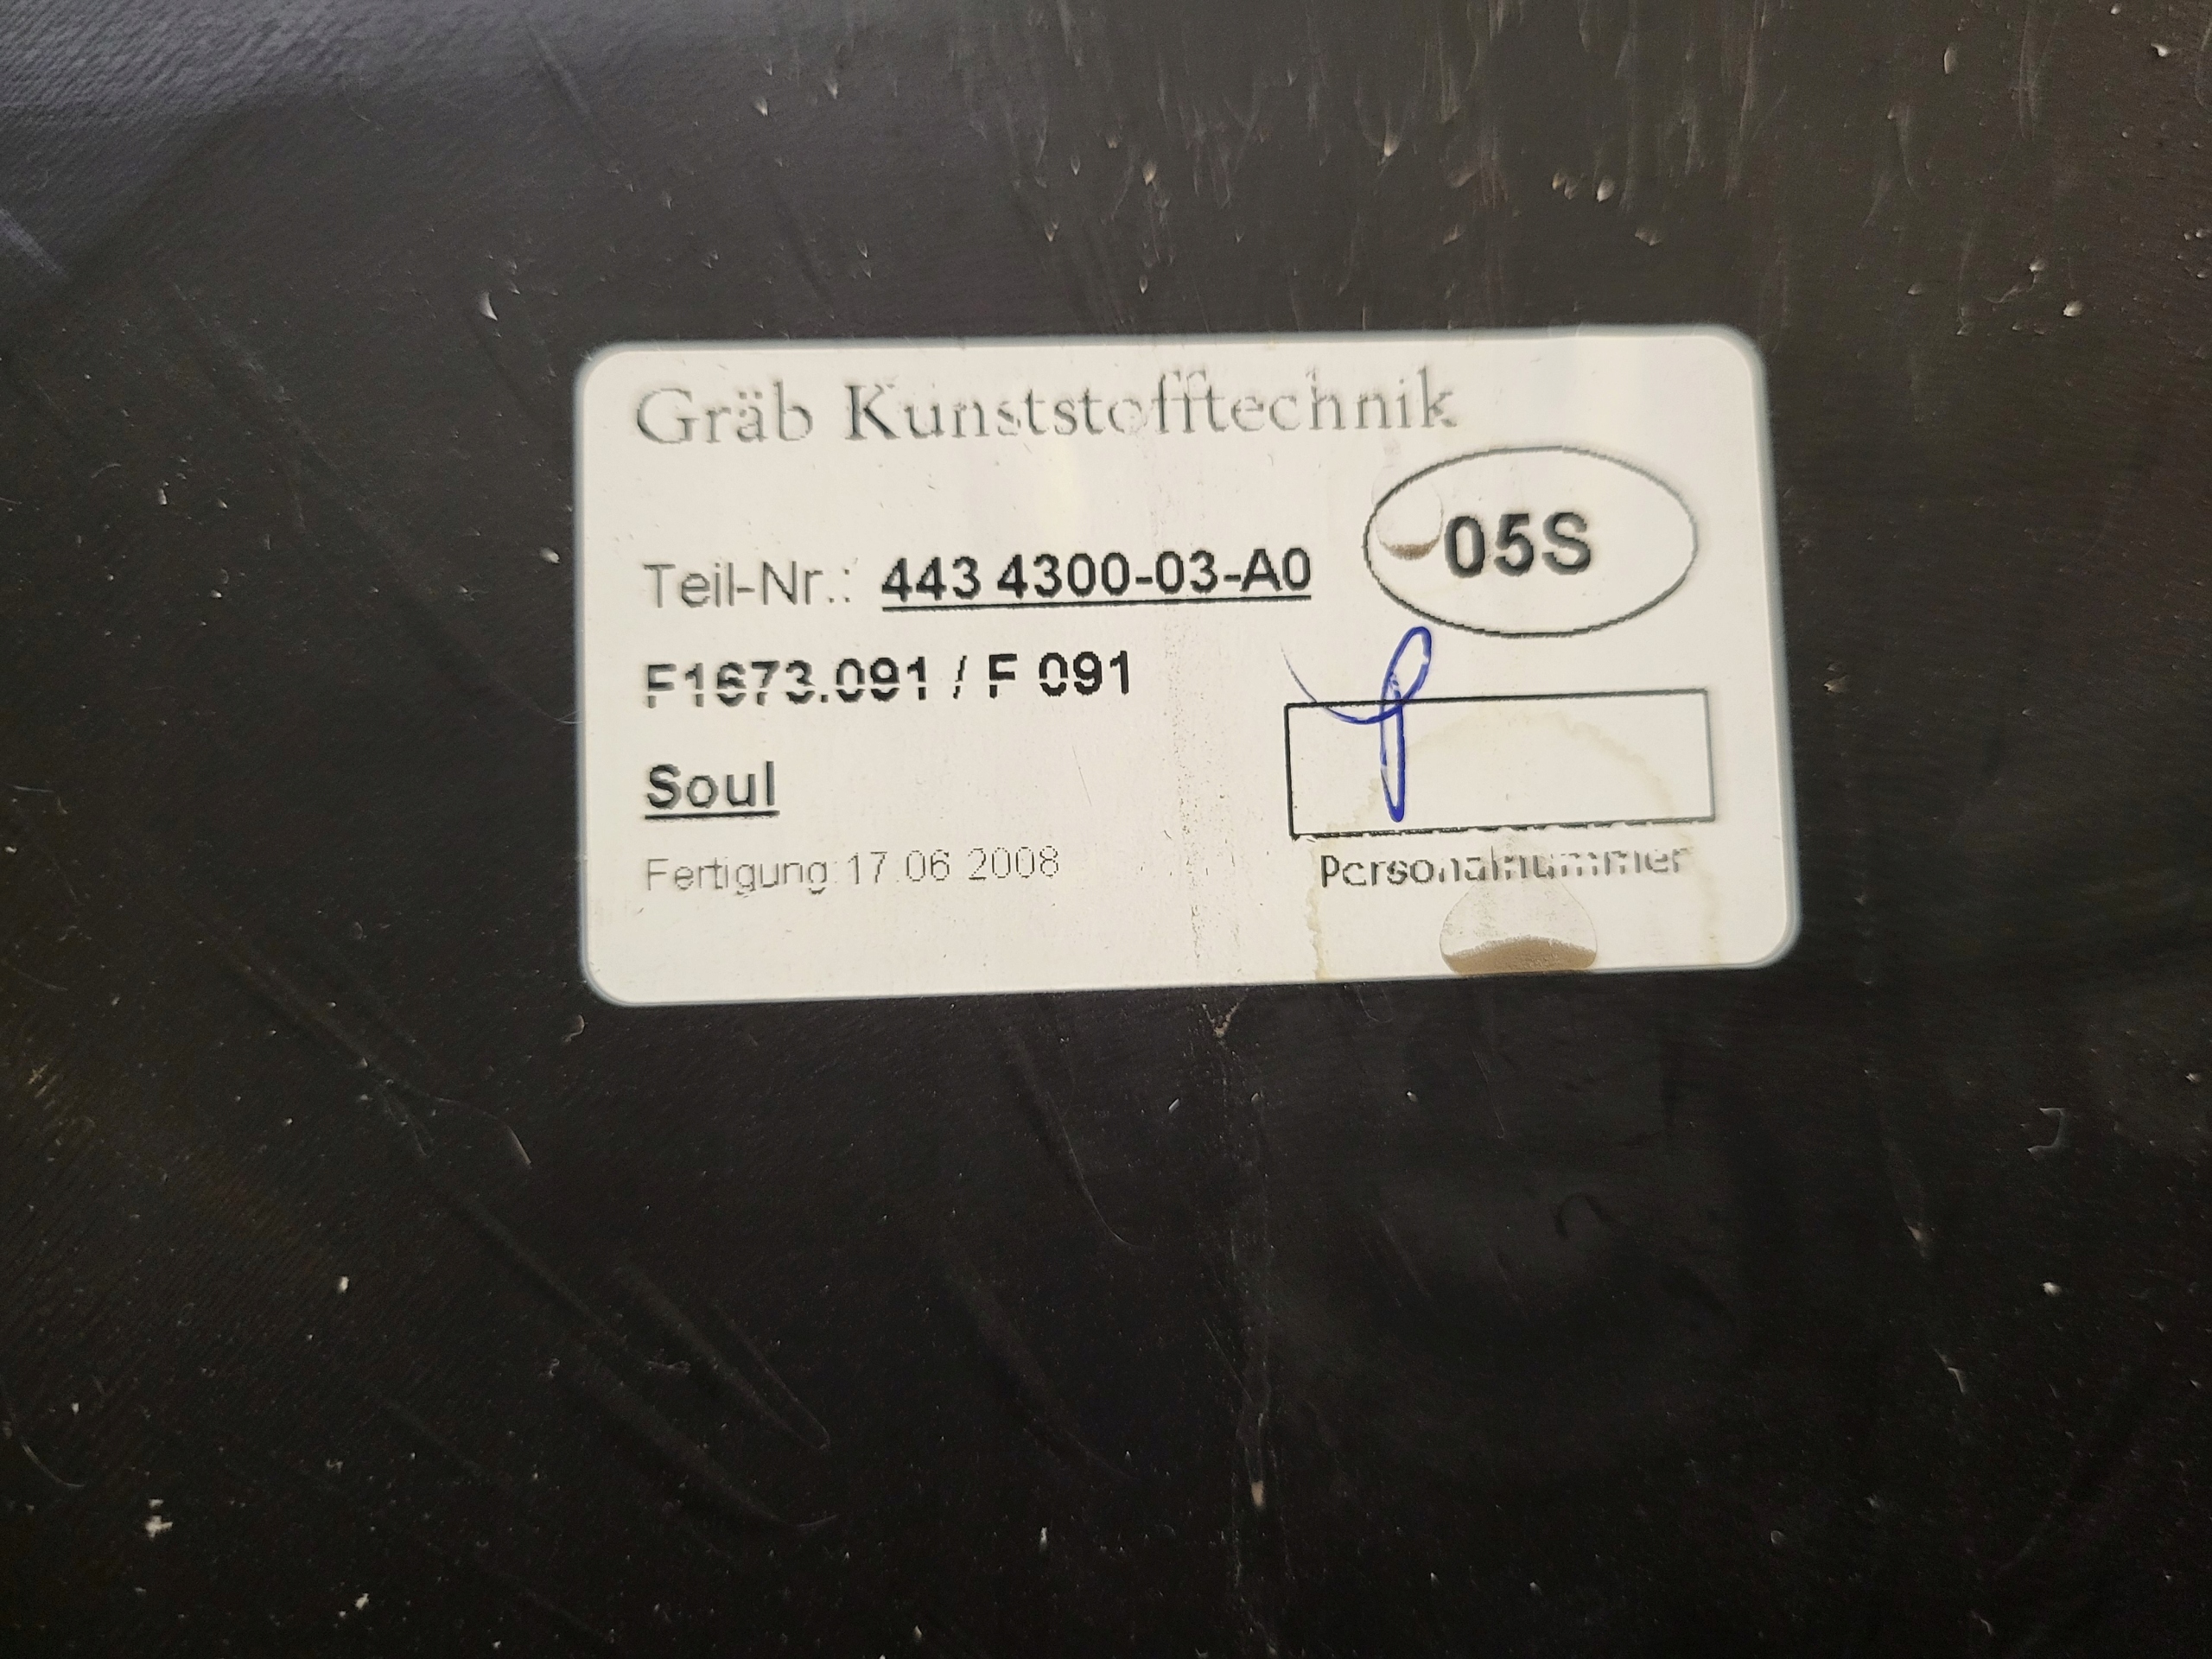 Gräb Kunststofftechnik
05S
Teil-Nr.: 443 4300-03-A0
F1673.091 / F 091
Soul
Fertigung 17.06 2008
Personalnummer